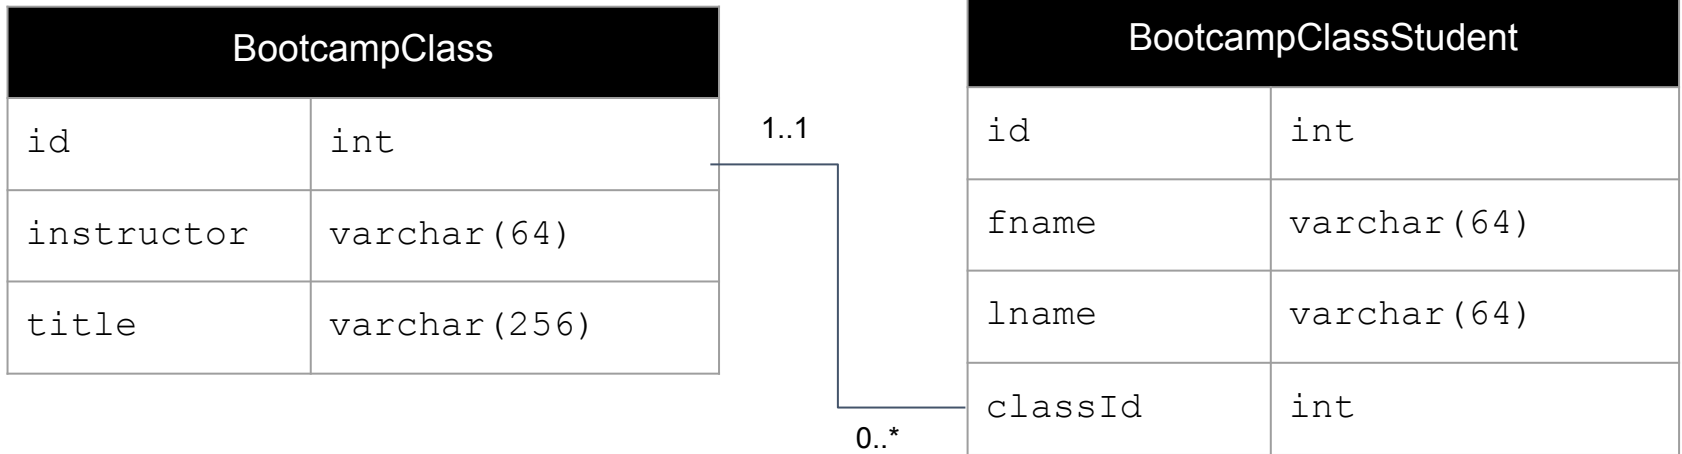 BootcampClass
id int
instructor varchar(64)
title varchar(256)
1..1
0..*
BootcampClassStudent
id int
fname varchar(64)
lname varchar(64)
classId int